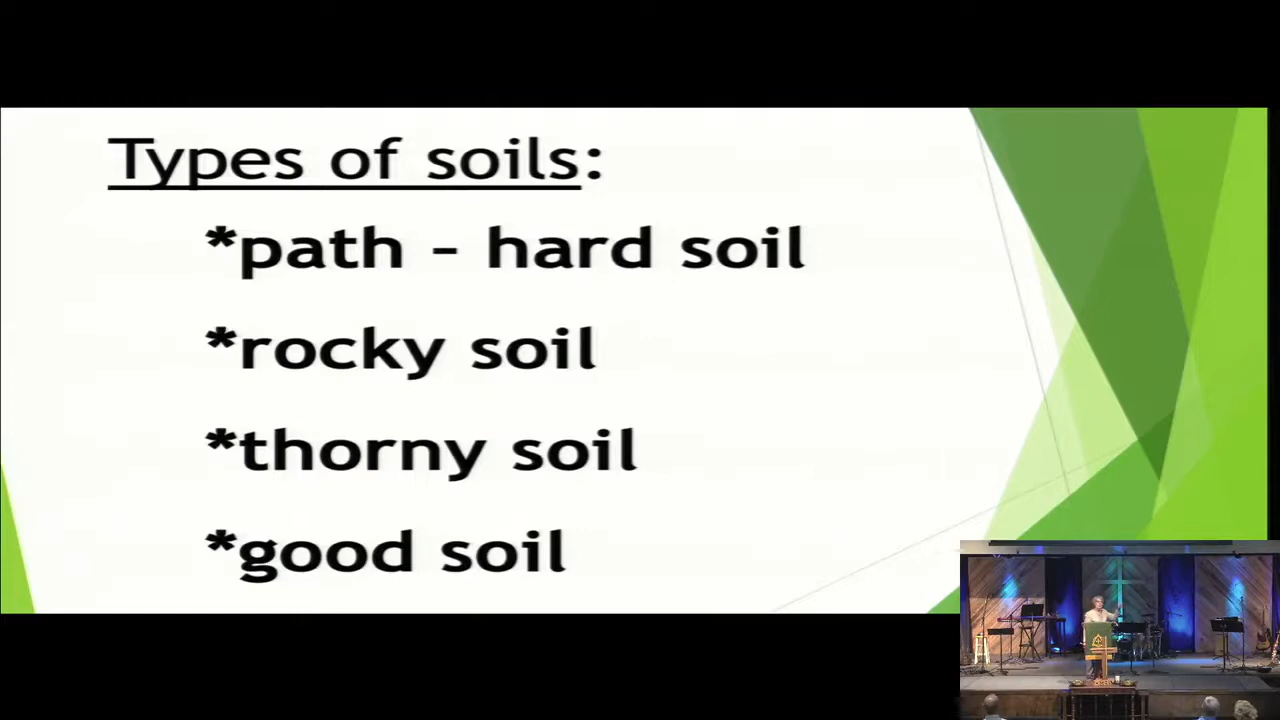 Types of soils:
*path - hard soil
*rocky soil
*thorny soil
*good soil